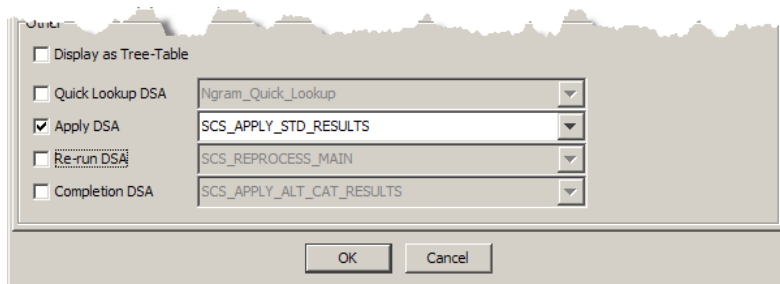 Other
Display as Tree-Table
Quick Lookup DSA Ngram_Quick_Lookup
Apply DSA SCS_APPLY_STD_RESULTS
Re-run DSA SCS_REPROCESS_MAIN
Completion DSA SCS_APPLY_ALT_CAT_RESULTS
OK Cancel